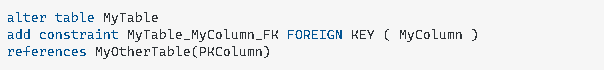 alter table MyTable
add constraint MyTable_MyColumn_FK FOREIGN KEY ( MyColumn )
references MyOtherTable(PKColumn)